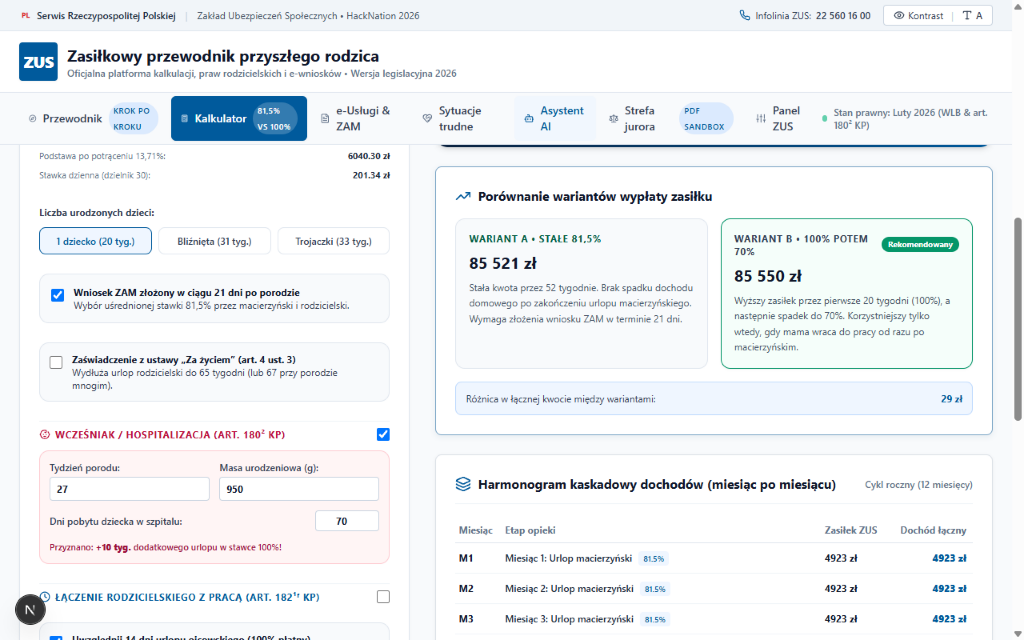 PL Serwis Rzeczypospolitej Polskiej | Zakład Ubezpieczeń Społecznych • HackNation 2026
Infolinia ZUS: 22 560 16 00
Kontrast
T A
ZUS
Zasiłkowy przewodnik przyszłego rodzica
Oficjalna platforma kalkulacji, praw rodzicielskich i e-wniosków • Wersja legislacyjna 2026
Przewodnik
KROK PO KROKU
Kalkulator
81,5% VS 100%
e-Usługi & ZAM
Sytuacje trudne
Asystent AI
Strefa jurora
PDF SANDBOX
Panel ZUS
Stan prawny: Luty 2026 (WLB & art. 180² KP)
Podstawa po potrąceniu 13,71%:
6040.30 zł
Stawka dzienna (dzielnik 30):
201.34 zł
Liczba urodzonych dzieci:
1 dziecko (20 tyg.)
Bliźnięta (31 tyg.)
Trojaczki (33 tyg.)
Wniosek ZAM złożony w ciągu 21 dni po porodzie
Wybór uśrednionej stawki 81,5% przez macierzyński i rodzicielski.
Zaświadczenie z ustawy „Za życiem” (art. 4 ust. 3)
Wydłuża urlop rodzicielski do 65 tygodni (lub 67 przy porodzie
mnogim).
WCZEŚNIAK / HOSPITALIZACJA (ART. 180² KP)
Tydzień porodu:
Masa urodzeniowa (g):
27
950
Dni pobytu dziecka w szpitalu:
70
Przyznano: +10 tyg. dodatkowego urlopu w stawce 100%!
ŁĄCZENIE RODZICIELSKIEGO Z PRACĄ (ART. 182¹ᶠ KP)
Uwzględnij 14 dni urlopu ojcowskiego (100% płatny)
N
Porównanie wariantów wypłaty zasiłku
WARIANT A • STAŁE 81,5%
85 521 zł
Stała kwota przez 52 tygodnie. Brak spadku dochodu
domowego po zakończeniu urlopu macierzyńskiego.
Wymaga złożenia wniosku ZAM w terminie 21 dni.
WARIANT B • 100% POTEM
70%
Rekomendowany
85 550 zł
Wyższy zasiłek przez pierwsze 20 tygodni (100%), a
następnie spadek do 70%. Korzystniejszy tylko
wtedy, gdy mama wraca do pracy od razu po
macierzyńskim.
Różnica w łącznej kwocie między wariantami:
29 zł
Harmonogram kaskadowy dochodów (miesiąc po miesiącu)
Cykl roczny (12 miesięcy)
Miesiąc Etap opieki Zasiłek ZUS Dochód łączny
M1 Miesiąc 1: Urlop macierzyński 81.5% 4923 zł 4923 zł
M2 Miesiąc 2: Urlop macierzyński 81.5% 4923 zł 4923 zł
M3 Miesiąc 3: Urlop macierzyński 81.5% 4923 zł 4923 zł